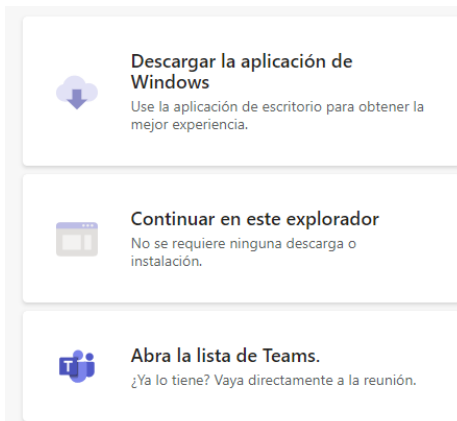 Descargar la aplicación de
Windows
Use la aplicación de escritorio para obtener la
mejor experiencia.
Continuar en este explorador
No se requiere ninguna descarga o
instalación.
T
Abra la lista de Teams.
¿Ya lo tiene? Vaya directamente a la reunión.